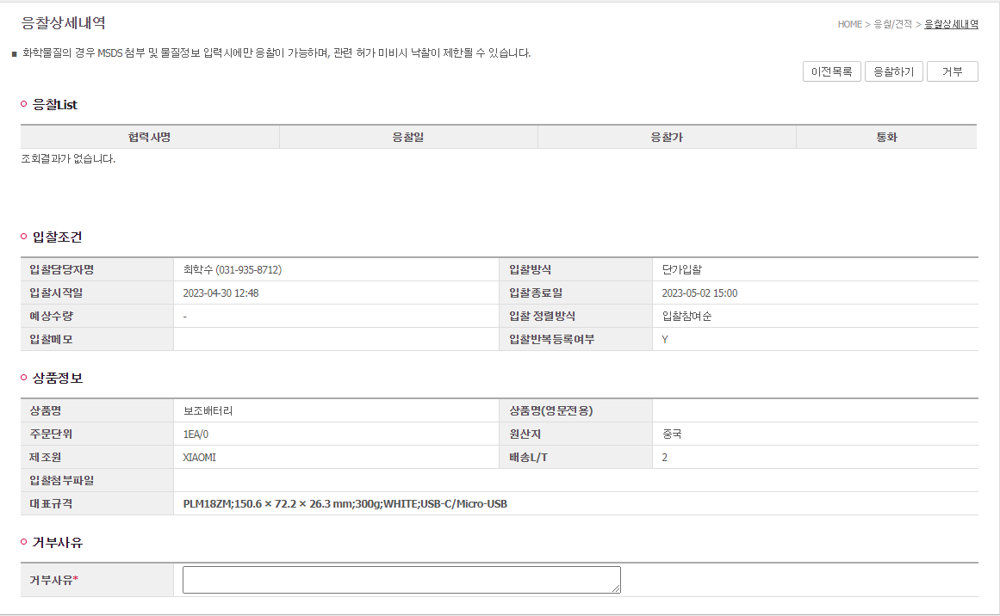 응찰상세내역
HOME > 응찰/견적 > 응찰상세내역
■ 화학물질의 경우 MSDS 첨부 및 물질정보 입력시에만 응찰이 가능하며, 관련 허가 미비시 낙찰이 제한될 수 있습니다.
이전목록 응찰하기 거부
응찰List
협력사명 응찰일 응찰가 통화
조회결과가 없습니다.
입찰조건
입찰담당자명 최학수 (031-935-8712) 입찰방식 단가입찰
입찰시작일 2023-04-30 12:48 입찰종료일 2023-05-02 15:00
예상수량 - 입찰 정렬방식 입찰참여순
입찰메모 입찰반복등록여부 Y
상품정보
상품명 보조배터리 상품명(영문전용)
주문단위 1EA/0 원산지 중국
제조원 XIAOMI 배송L/T 2
입찰첨부파일
대표규격 PLM18ZM;150.6 × 72.2 × 26.3 mm;300g;WHITE;USB-C/Micro-USB
거부사유
거부사유*